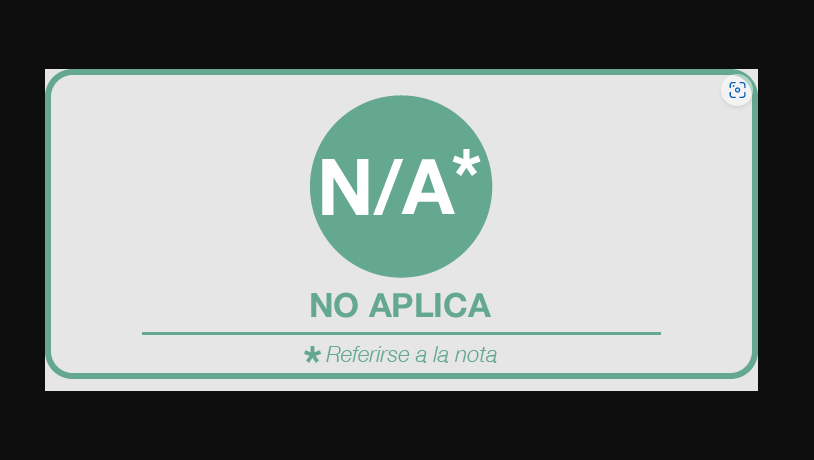 N/A*
NO APLICA
* Referirse a la nota